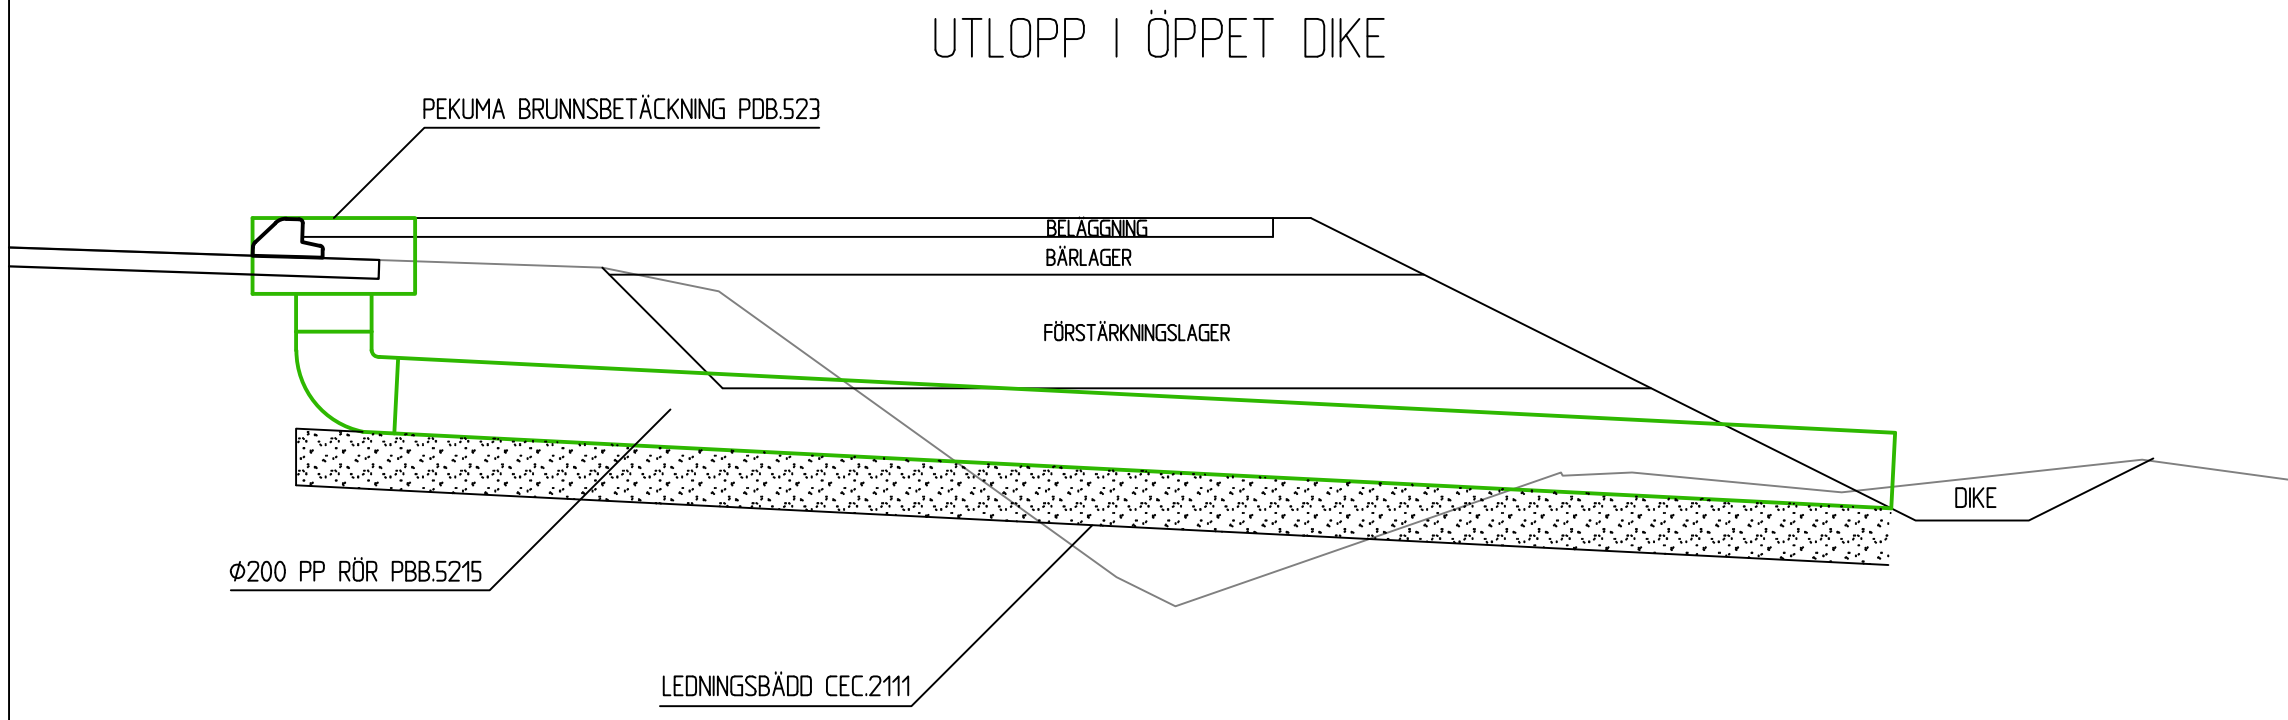 UTLOPP I ÖPPET DIKE
PEKUMA BRUNNSBETÄCKNING PDB.523
BELÄGGNING
BÄRLAGER
FÖRSTÄRKNINGSLAGER
DIKE
Φ200 PP RÖR PBB.5215
LEDNINGSBÄDD CEC.2111